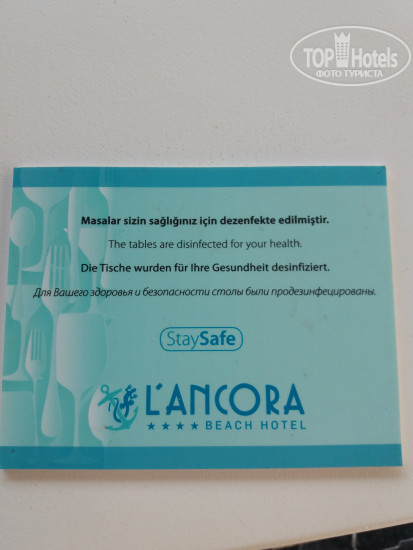 TOP Hotels
ФОТО ТУРИСТА
Masalar sizin sağlığınız için dezenfekte edilmiştir.
The tables are disinfected for your health.
Die Tische wurden für Ihre Gesundheit desinfiziert.
Для Вашего здоровья и безопасности столы были продезинфецированы.
StaySafe
L'ANCORA
★★★★ BEACH HOTEL